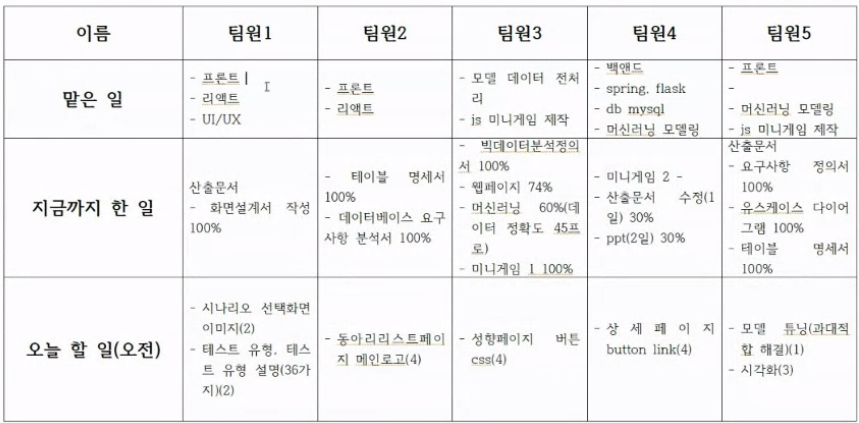 이름
팀원1
팀원2
팀원3
팀원4
팀원5
맡은 일
- 프론트
- 리액트
- UI/UX
- 프론트
- 리액트
- 모델 데이터 전처
리
- js 미니게임 제작
- 백앤드
- spring, flask
- db mysql
- 머신러닝 모델링
- 프론트
-
- 머신러닝 모델링
- js 미니게임 제작
지금까지 한 일
산출문서
- 화면설계서 작성
100%
- 테이블 명세서
100%
- 데이터베이스 요구
사항 분석서 100%
- 빅데이터분석정의
서 100%
- 웹페이지 74%
- 머신러닝 60%(데
이터 정확도 45프
로)
- 미니게임 1 100%
- 미니게임 2 -
- 산출문서 수정(1
일) 30%
- ppt(2일) 30%
산출문서
- 요구사항 정의서
100%
- 유스케이스 다이어
그램 100%
- 테이블 명세서
100%
오늘 할 일(오전)
- 시나리오 선택화면
이미지(2)
- 테스트 유형, 테스
트 유형 설명(36가
지)(2)
- 동아리리스트페이
지 메인로고(4)
- 성향페이지 버튼
css(4)
- 상세페이지
button link(4)
- 모델 튜닝(과대적
합 해결)(1)
- 시각화(3)